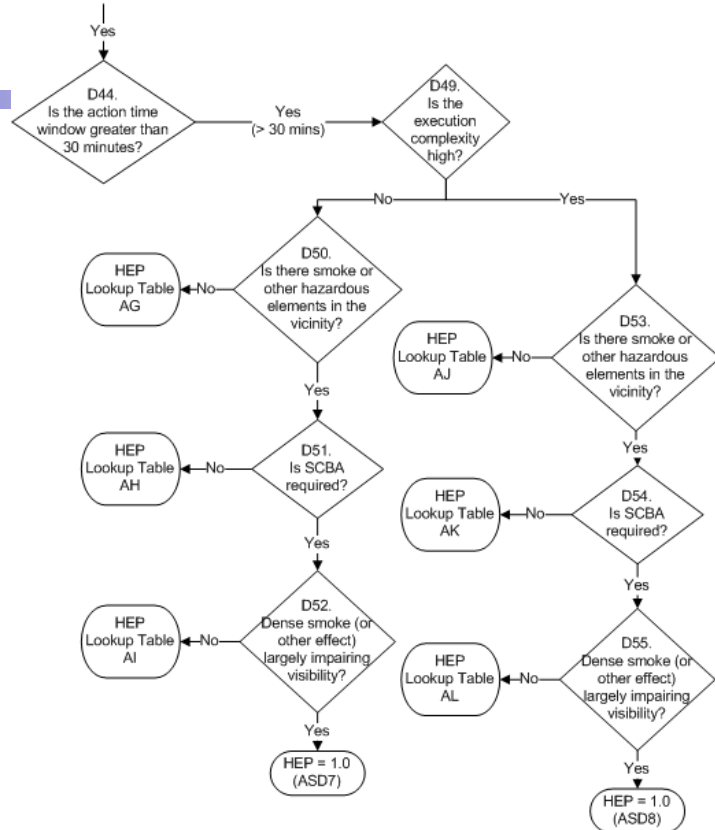 Yes
D44.
Is the action time
window greater than
30 minutes?
Yes
(> 30 mins)
D49.
Is the
execution
complexity
high?
No
Yes
D50.
Is there smoke or
other hazardous
elements in the
vicinity?
No
HEP
Lookup Table
AG
Yes
D51.
Is SCBA
required?
No
HEP
Lookup Table
AH
Yes
D52.
Dense smoke (or
other effect)
largely impairing
visibility?
No
HEP
Lookup Table
AI
Yes
HEP = 1.0
(ASD7)
D53.
Is there smoke or
other hazardous
elements in the
vicinity?
No
HEP
Lookup Table
AJ
Yes
D54.
Is SCBA
required?
No
HEP
Lookup Table
AK
Yes
D55.
Dense smoke (or
other effect)
largely impairing
visibility?
No
HEP
Lookup Table
AL
Yes
HEP = 1.0
(ASD8)